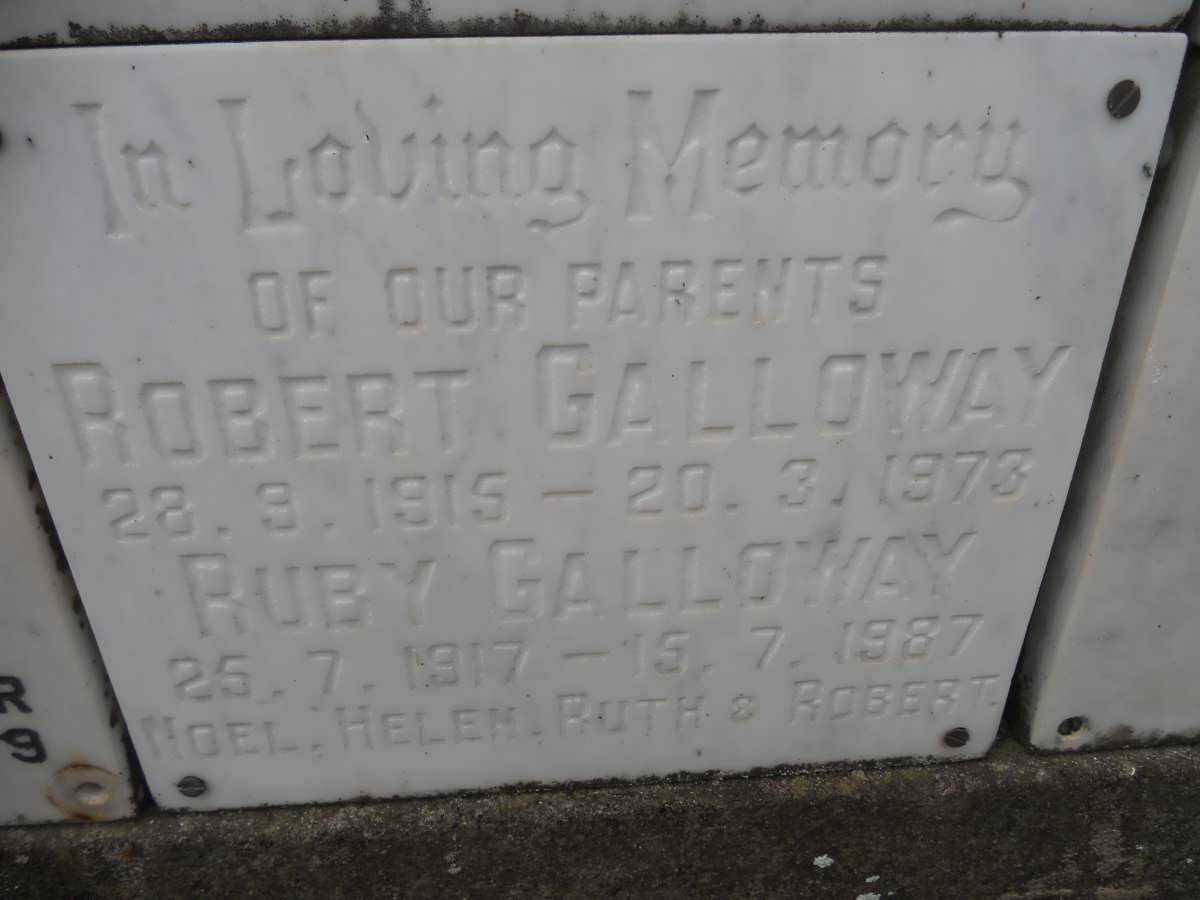 In Loving Memory
OF OUR PARENTS
ROBERT GALLOWAY
28.9.1915 – 20.3.1973
RUBY GALLOWAY
25.7.1917 – 15.7.1987
NOEL, HELEN, RUTH & ROBERT.
R
9